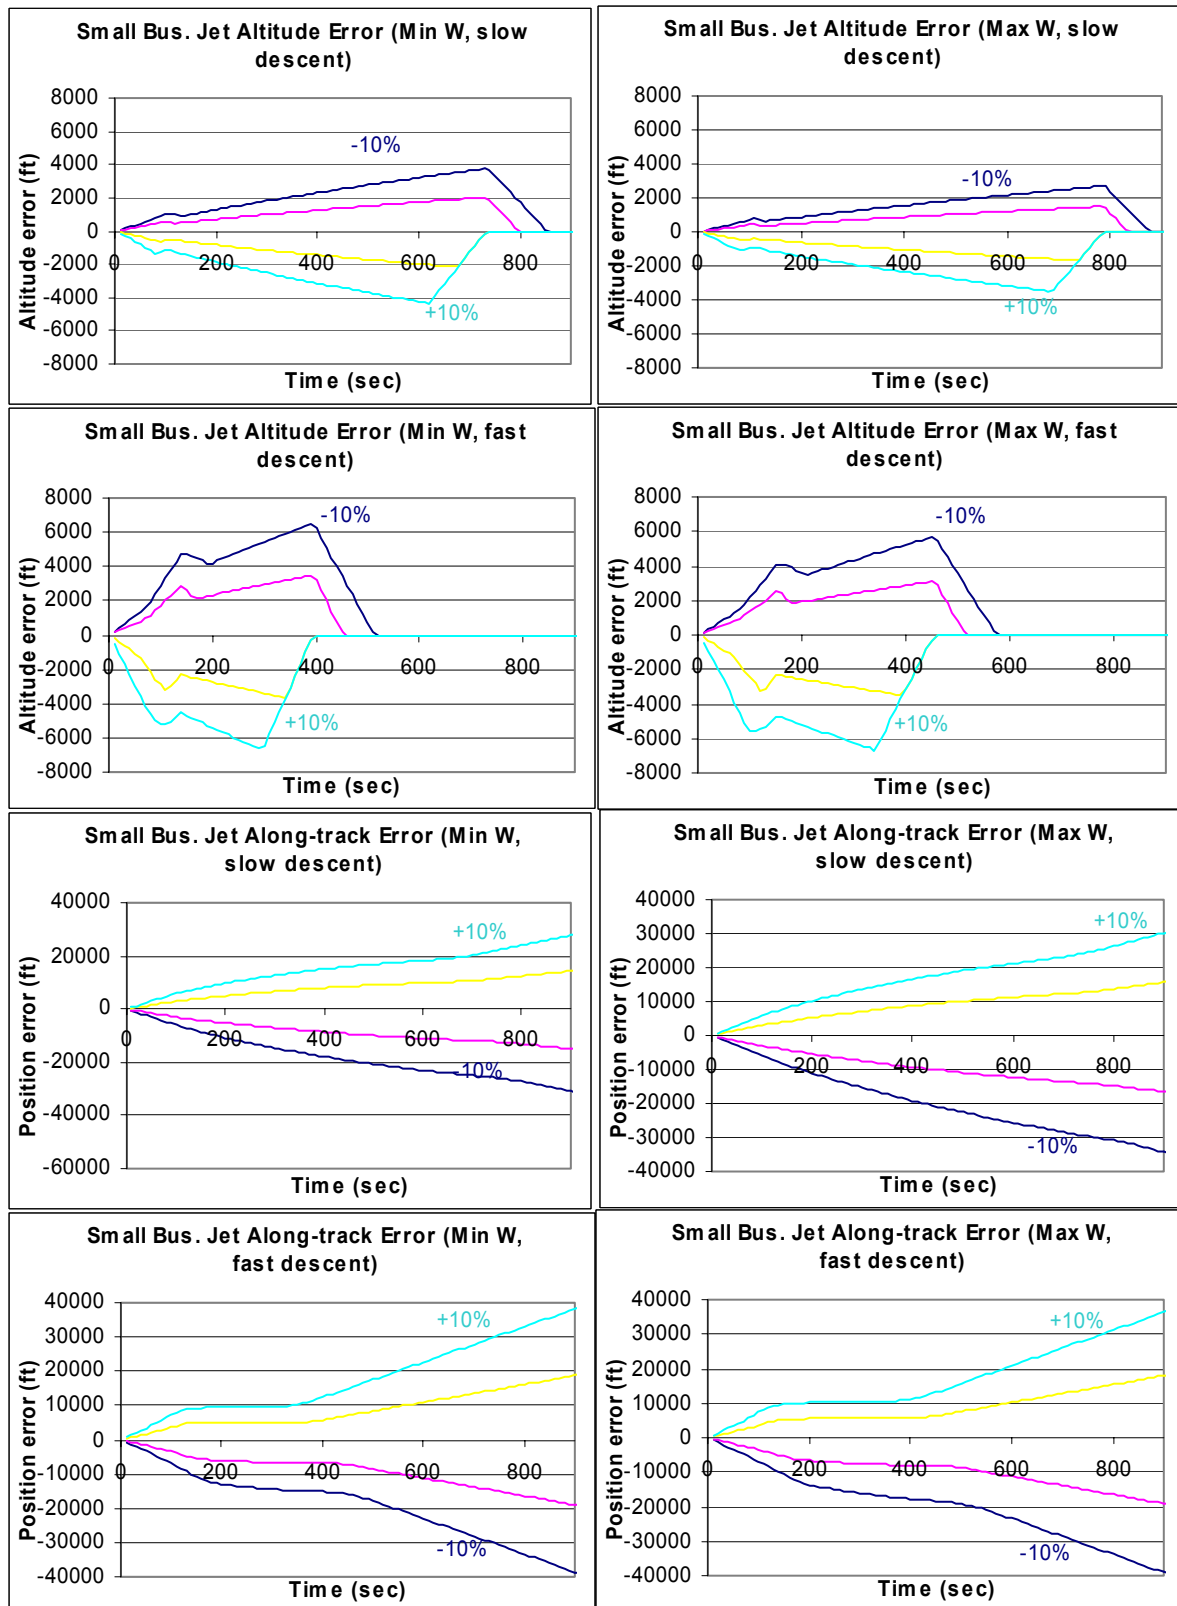 Small Bus. Jet Altitude Error (Min W, slow
descent)
8000
6000
4000
2000
0
-2000
-4000
-6000
-8000
Altitude error (ft)
-10%
+10%
0 200 400 600 800
Time (sec)
Small Bus. Jet Altitude Error (Max W, slow
descent)
8000
6000
4000
2000
0
-2000
-4000
-6000
-8000
Altitude error (ft)
-10%
+10%
0 200 400 600 800
Time (sec)
Small Bus. Jet Altitude Error (Min W, fast
descent)
8000
6000
4000
2000
0
-2000
-4000
-6000
-8000
Altitude error (ft)
-10%
+10%
0 200 400 600 800
Time (sec)
Small Bus. Jet Altitude Error (Max W, fast
descent)
8000
6000
4000
2000
0
-2000
-4000
-6000
-8000
Altitude error (ft)
-10%
+10%
0 200 400 600 800
Time (sec)
Small Bus. Jet Along-track Error (Min W,
slow descent)
40000
20000
0
-20000
-40000
-60000
Position error (ft)
+10%
-10%
0 200 400 600 800
Time (sec)
Small Bus. Jet Along-track Error (Max W,
slow descent)
40000
30000
20000
10000
0
-10000
-20000
-30000
-40000
Position error (ft)
+10%
-10%
0 200 400 600 800
Time (sec)
Small Bus. Jet Along-track Error (Min W,
fast descent)
40000
30000
20000
10000
0
-10000
-20000
-30000
-40000
Position error (ft)
+10%
-10%
0 200 400 600 800
Time (sec)
Small Bus. Jet Along-track Error (Max W,
fast descent)
40000
30000
20000
10000
0
-10000
-20000
-30000
-40000
Position error (ft)
+10%
-10%
0 200 400 600 800
Time (sec)